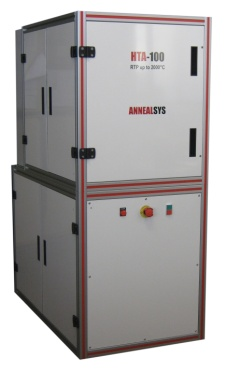 HTA-100
RTP up to 2000°C
ANNEALSYS